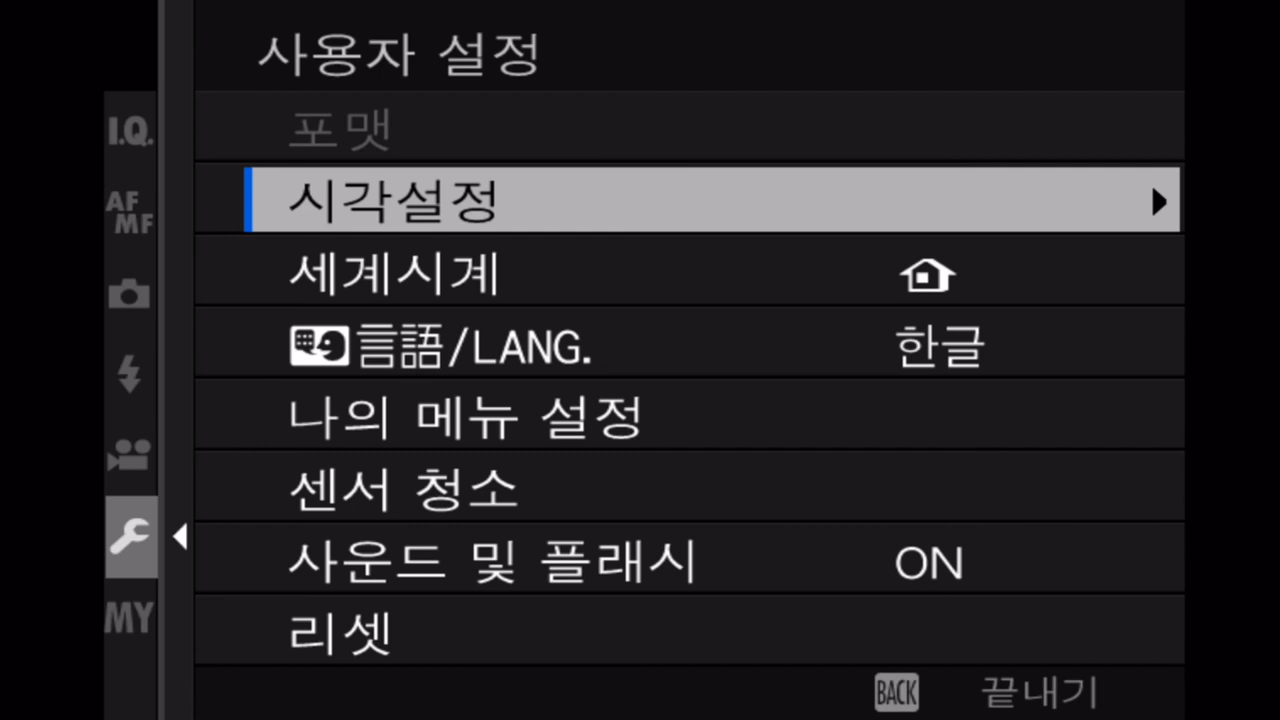 사용자 설정
I.Q.
포맷
AF
MF
시각설정
세계시계
言語/LANG. 한글
나의 메뉴 설정
센서 청소
사운드 및 플래시 ON
MY
리셋
BACK 끝내기